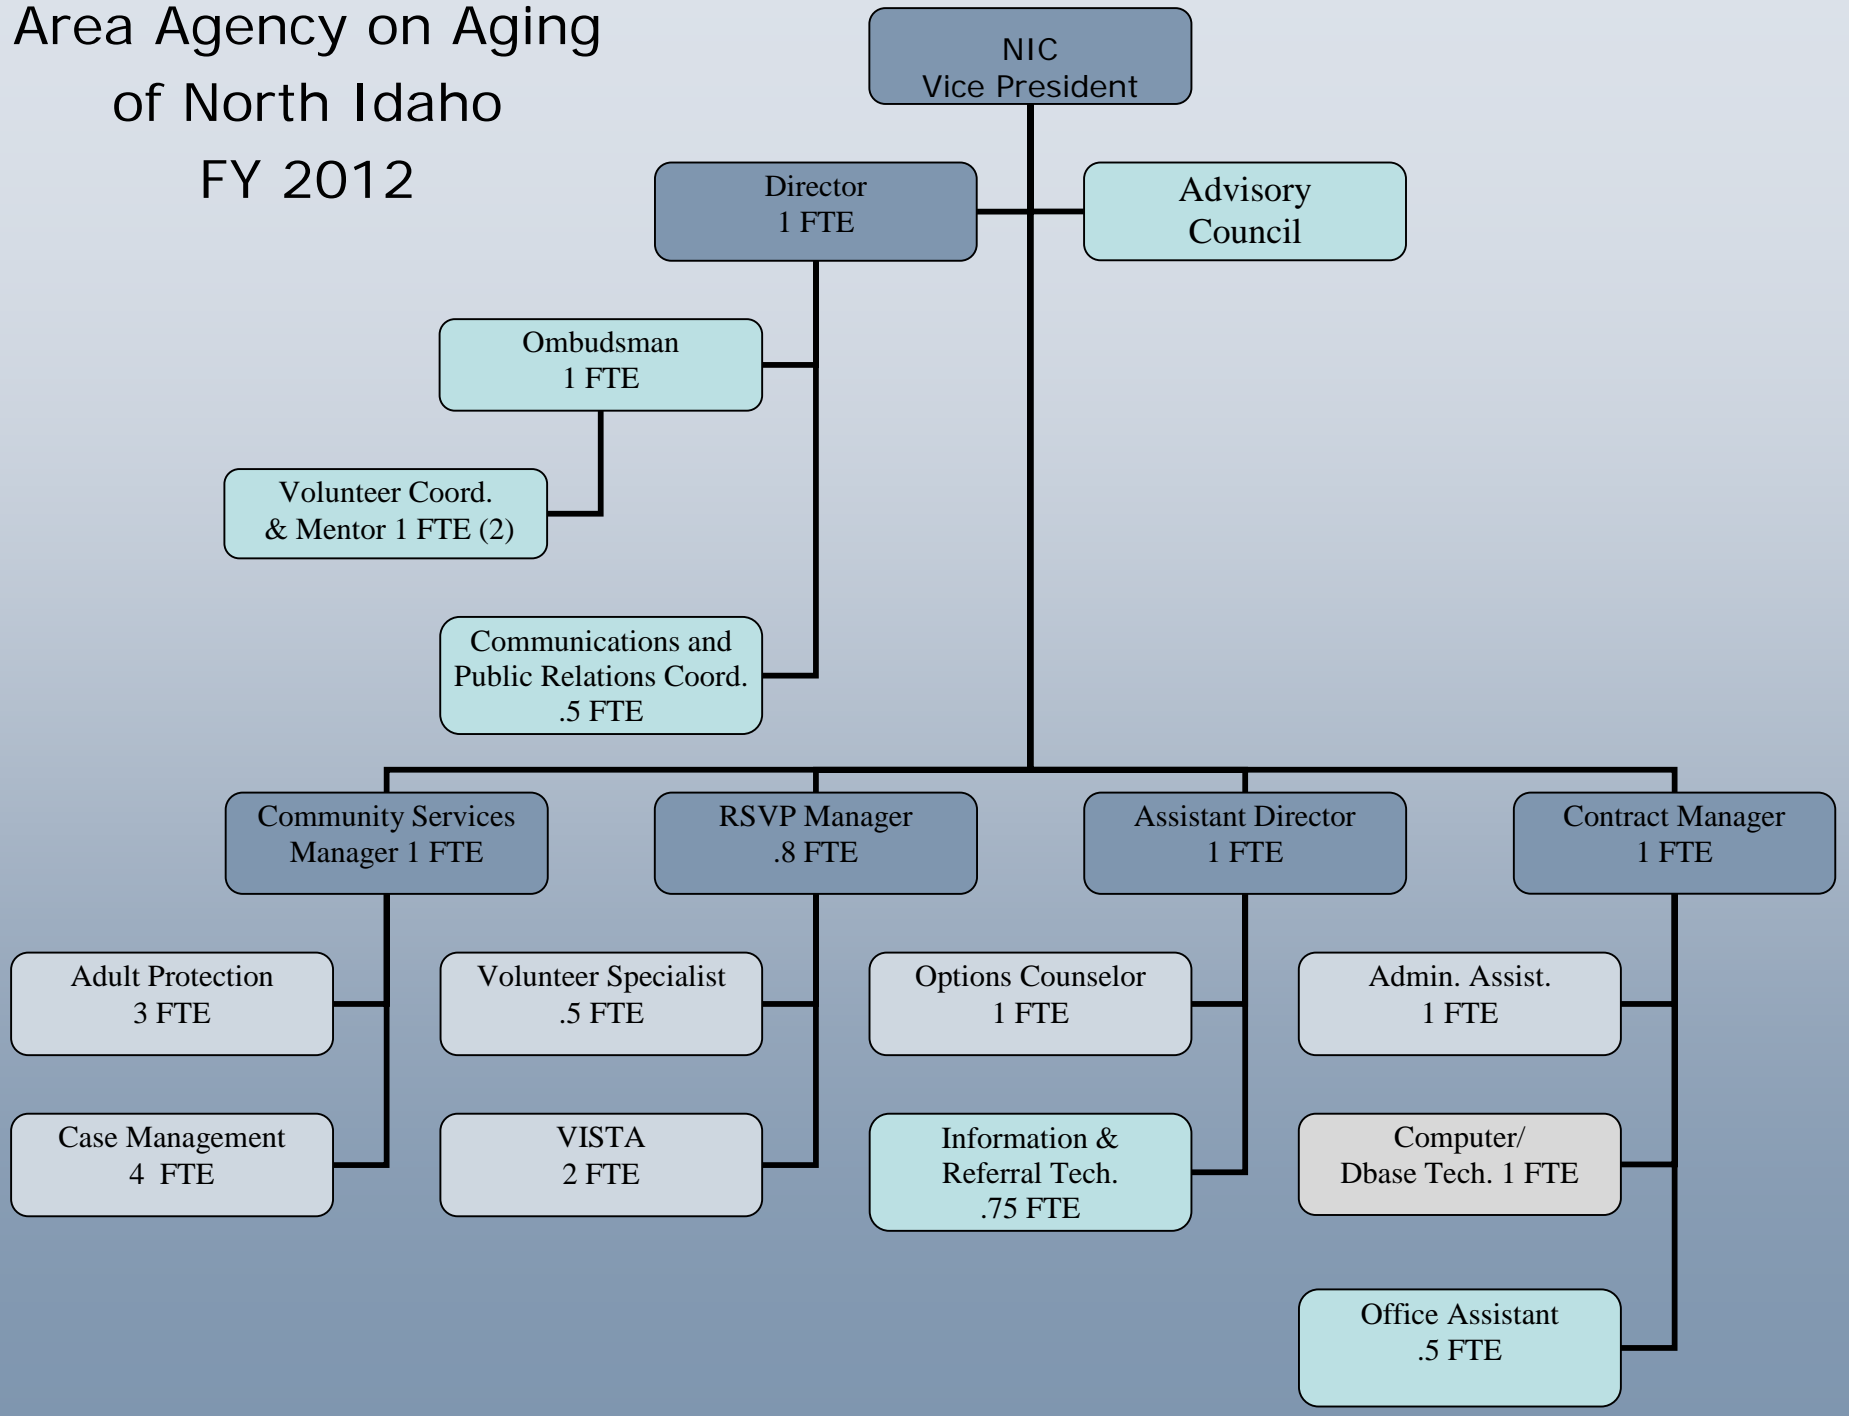 Area Agency on Aging
of North Idaho
FY 2012
NIC
Vice President
Director
1 FTE
Advisory
Council
Ombudsman
1 FTE
Volunteer Coord.
& Mentor 1 FTE (2)
Communications and
Public Relations Coord.
.5 FTE
Community Services
Manager 1 FTE
RSVP Manager
.8 FTE
Assistant Director
1 FTE
Contract Manager
1 FTE
Adult Protection
3 FTE
Volunteer Specialist
.5 FTE
Options Counselor
1 FTE
Admin. Assist.
1 FTE
Case Management
4 FTE
VISTA
2 FTE
Information &
Referral Tech.
.75 FTE
Computer/
Dbase Tech. 1 FTE
Office Assistant
.5 FTE